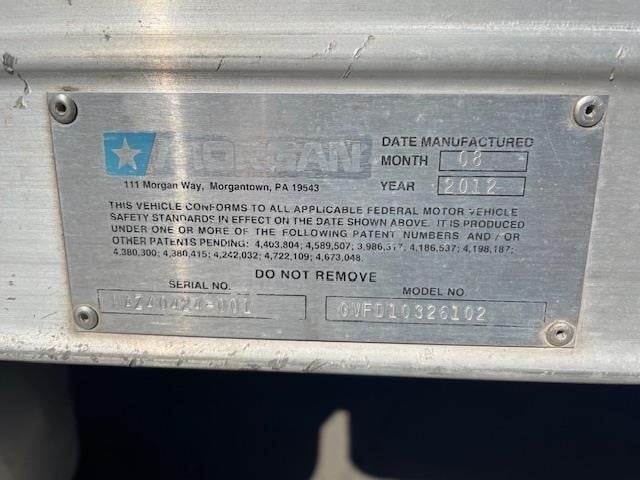 MORGAN
DATE MANUFACTURED
MONTH 08
YEAR 2012
111 Morgan Way, Morgantown, PA 19543
THIS VEHICLE CONFORMS TO ALL APPLICABLE FEDERAL MOTOR VEHICLE
SAFETY STANDARDS IN EFFECT ON THE DATE SHOWN ABOVE. IT IS PRODUCED
UNDER ONE OR MORE OF THE FOLLOWING PATENT NUMBERS AND/OR
OTHER PATENTS PENDING: 4,403,804; 4,589,507; 4,186,537; 4,198,187;
4,380,300; 4,380,415; 4,242,032; 4,722,109; 4,673,048.
DO NOT REMOVE
SERIAL NO.
MODEL NO
GVFD10326102